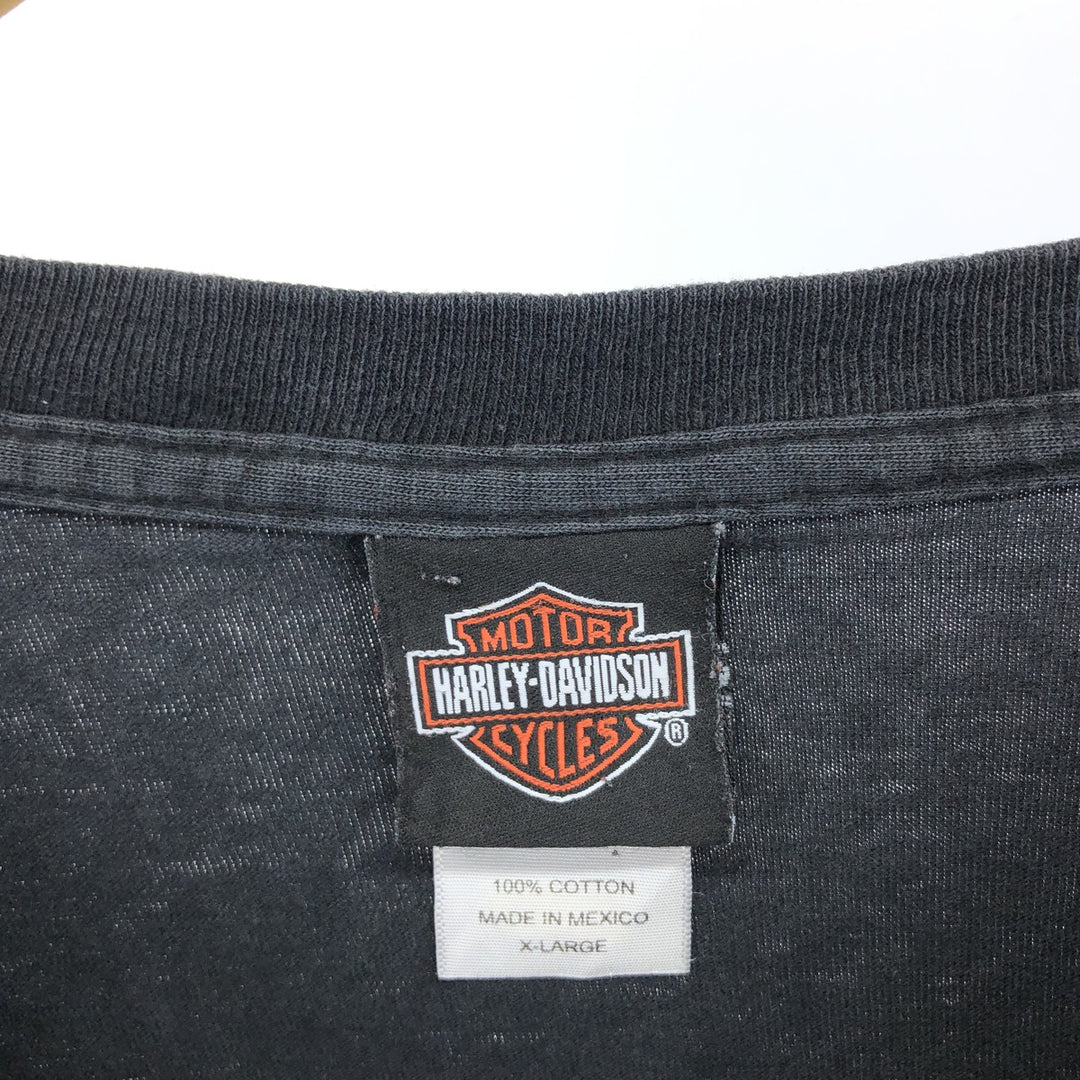 MOTOR
HARLEY-DAVIDSON
CYCLES
®
100% COTTON
MADE IN MEXICO
X-LARGE